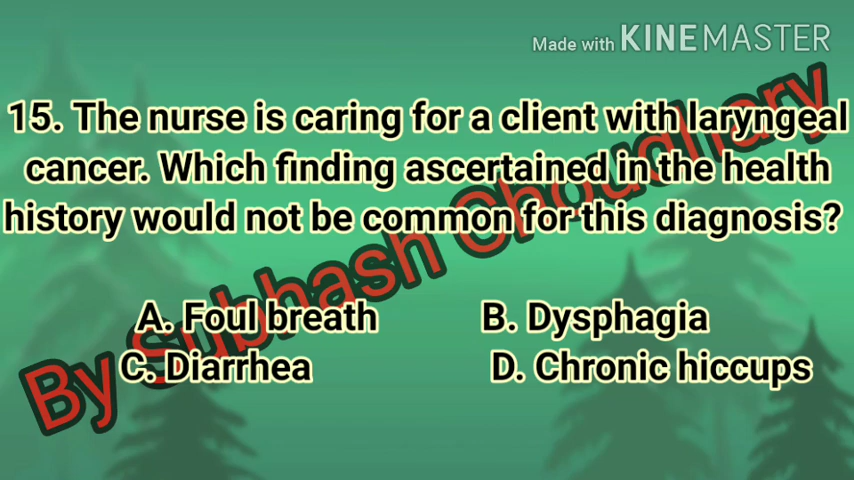 Made with KINEMASTER
15. The nurse is caring for a client with laryngeal
cancer. Which finding ascertained in the health
history would not be common for this diagnosis?
A. Foul breath B. Dysphagia
C. Diarrhea D. Chronic hiccups
By Subhash Choudhary